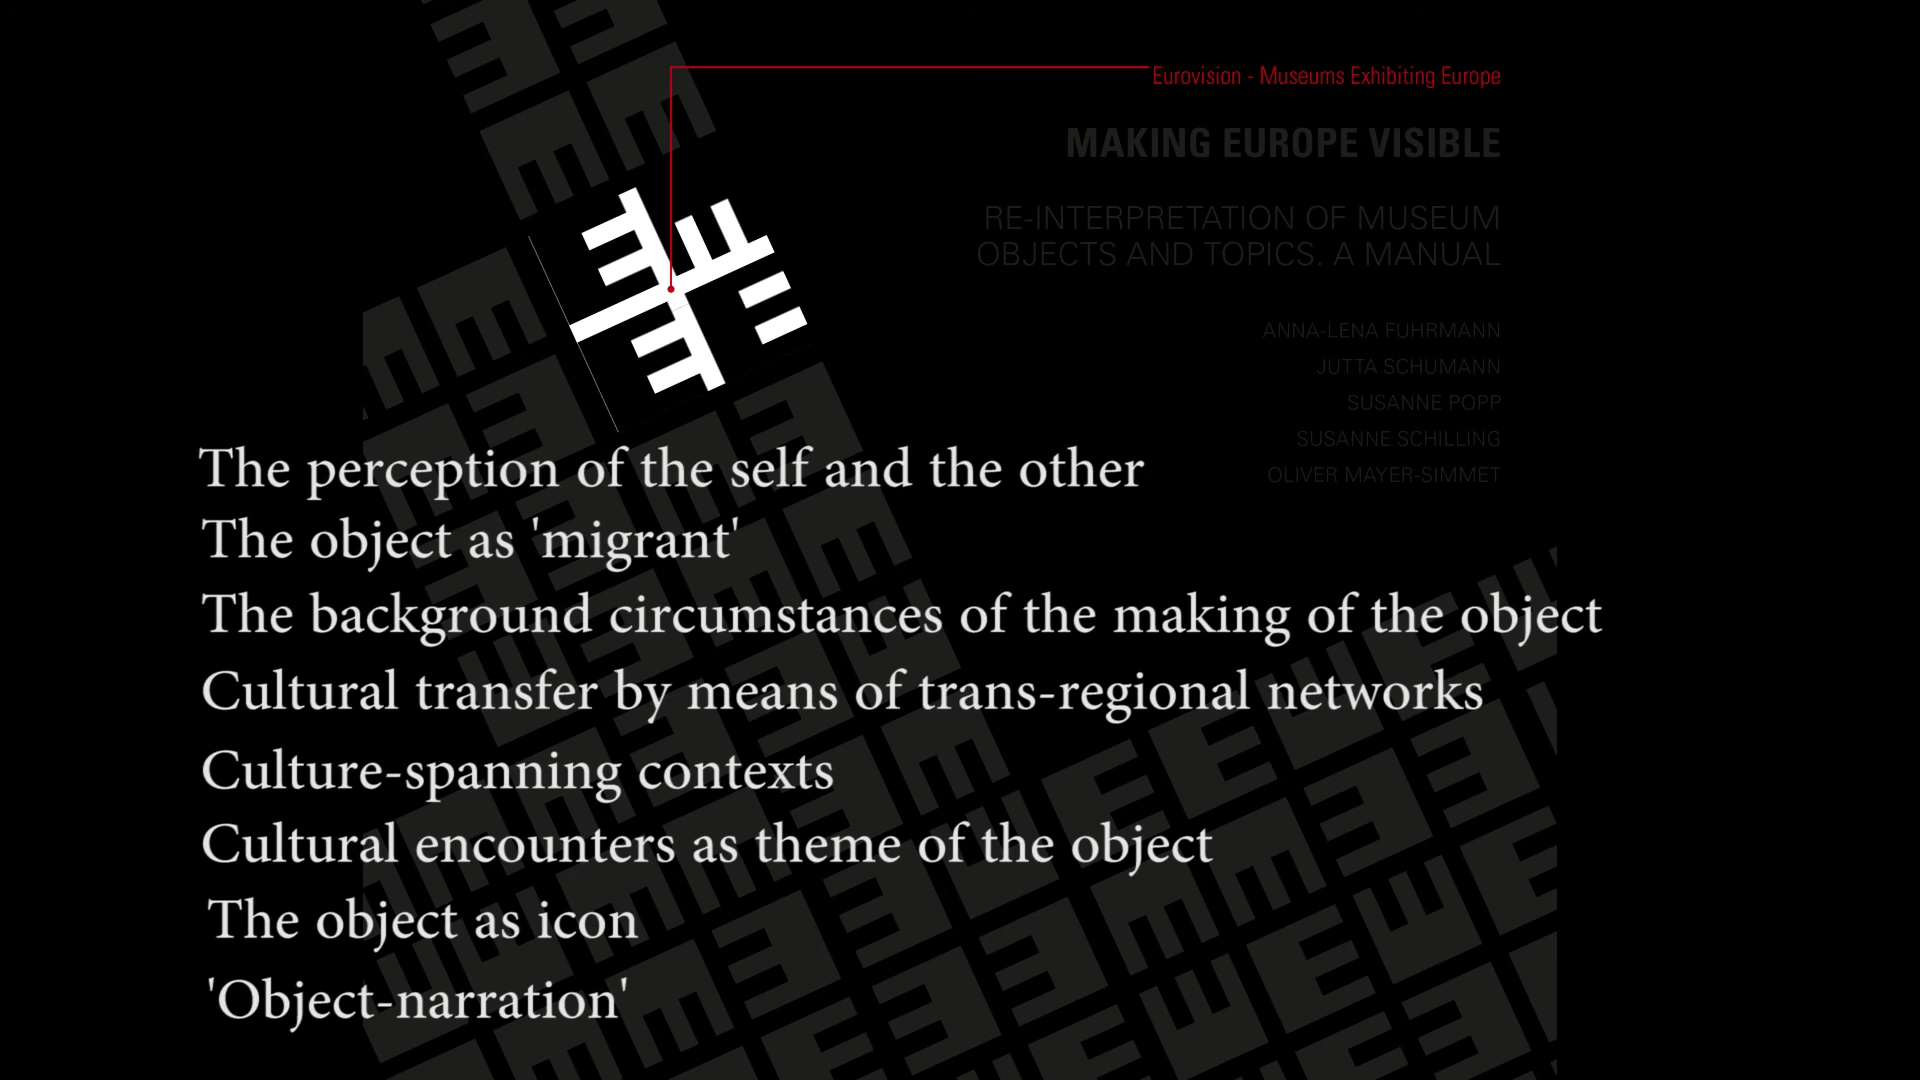 Eurovision - Museums Exhibiting Europe
MAKING EUROPE VISIBLE
RE-INTERPRETATION OF MUSEUM
OBJECTS AND TOPICS. A MANUAL
ANNA-LENA FUHRMANN
JUTTA SCHUMANN
SUSANNE POPP
SUSANNE SCHILLING
OLIVER MAYER-SIMMET
The perception of the self and the other
The object as 'migrant'
The background circumstances of the making of the object
Cultural transfer by means of trans-regional networks
Culture-spanning contexts
Cultural encounters as theme of the object
The object as icon
'Object-narration'